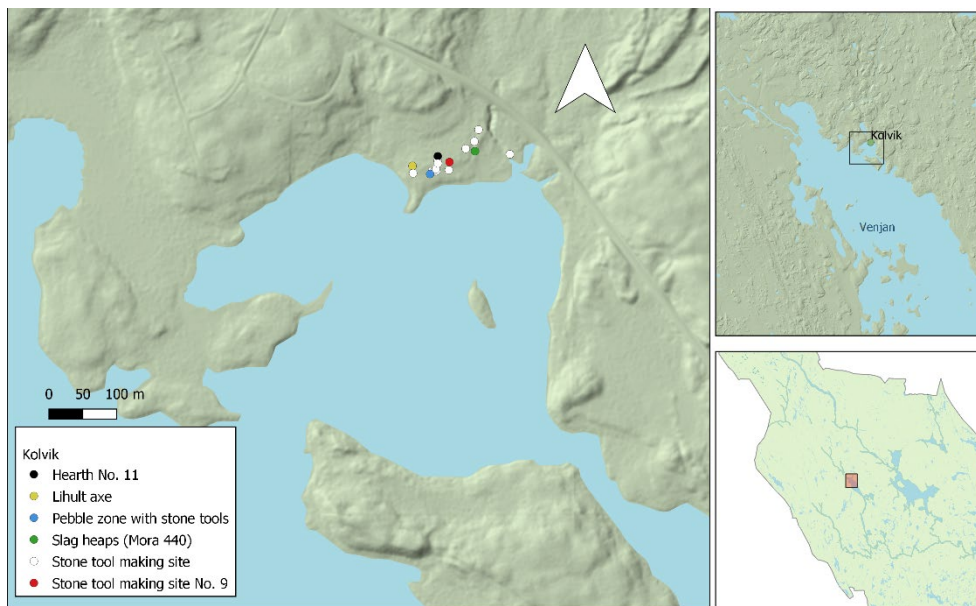 Kolvik
Venjan
0 50 100 m
Kolvik
Hearth No. 11
Lihult axe
Pebble zone with stone tools
Slag heaps (Mora 440)
Stone tool making site
Stone tool making site No. 9